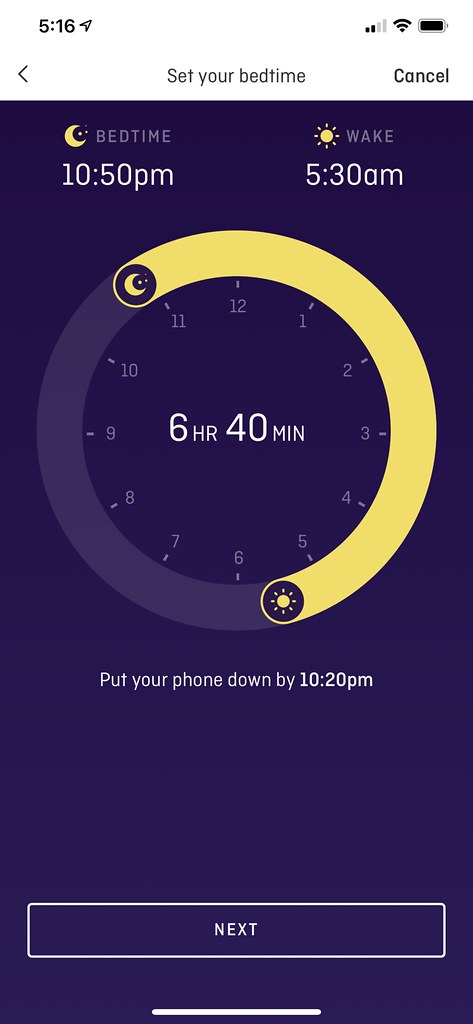 5:16
Set your bedtime Cancel
BEDTIME WAKE
10:50pm 5:30am
12
11 1
10 2
6 HR 40 MIN
9 3
8 4
7 5
6
Put your phone down by 10:20pm
NEXT